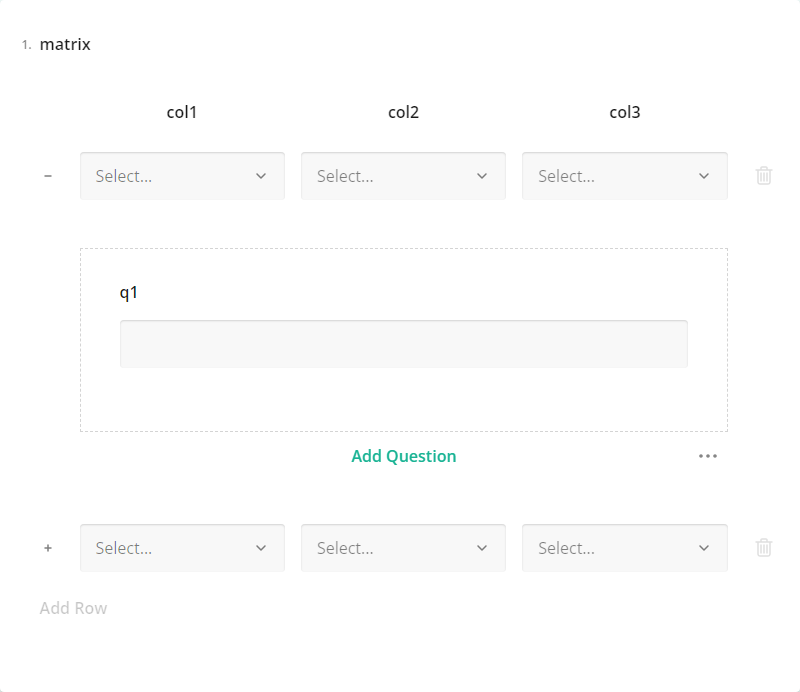 1. matrix
col1 col2 col3
− Select... Select... Select...
q1
Add Question
+ Select... Select... Select...
Add Row